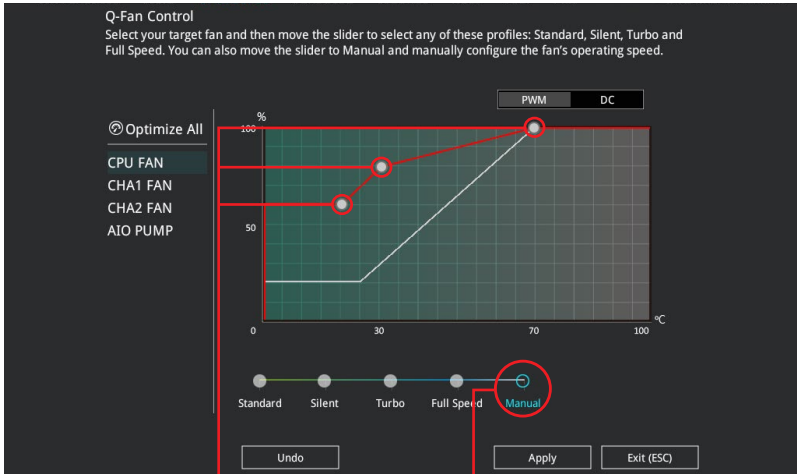 Q-Fan Control
Select your target fan and then move the slider to select any of these profiles: Standard, Silent, Turbo and
Full Speed. You can also move the slider to Manual and manually configure the fan's operating speed.
PWM
DC
Optimize All
CPU FAN
CHA1 FAN
CHA2 FAN
AIO PUMP
%
100
50
0
30
70
100
ºC
Standard
Silent
Turbo
Full Speed
Manual
Undo
Apply
Exit (ESC)